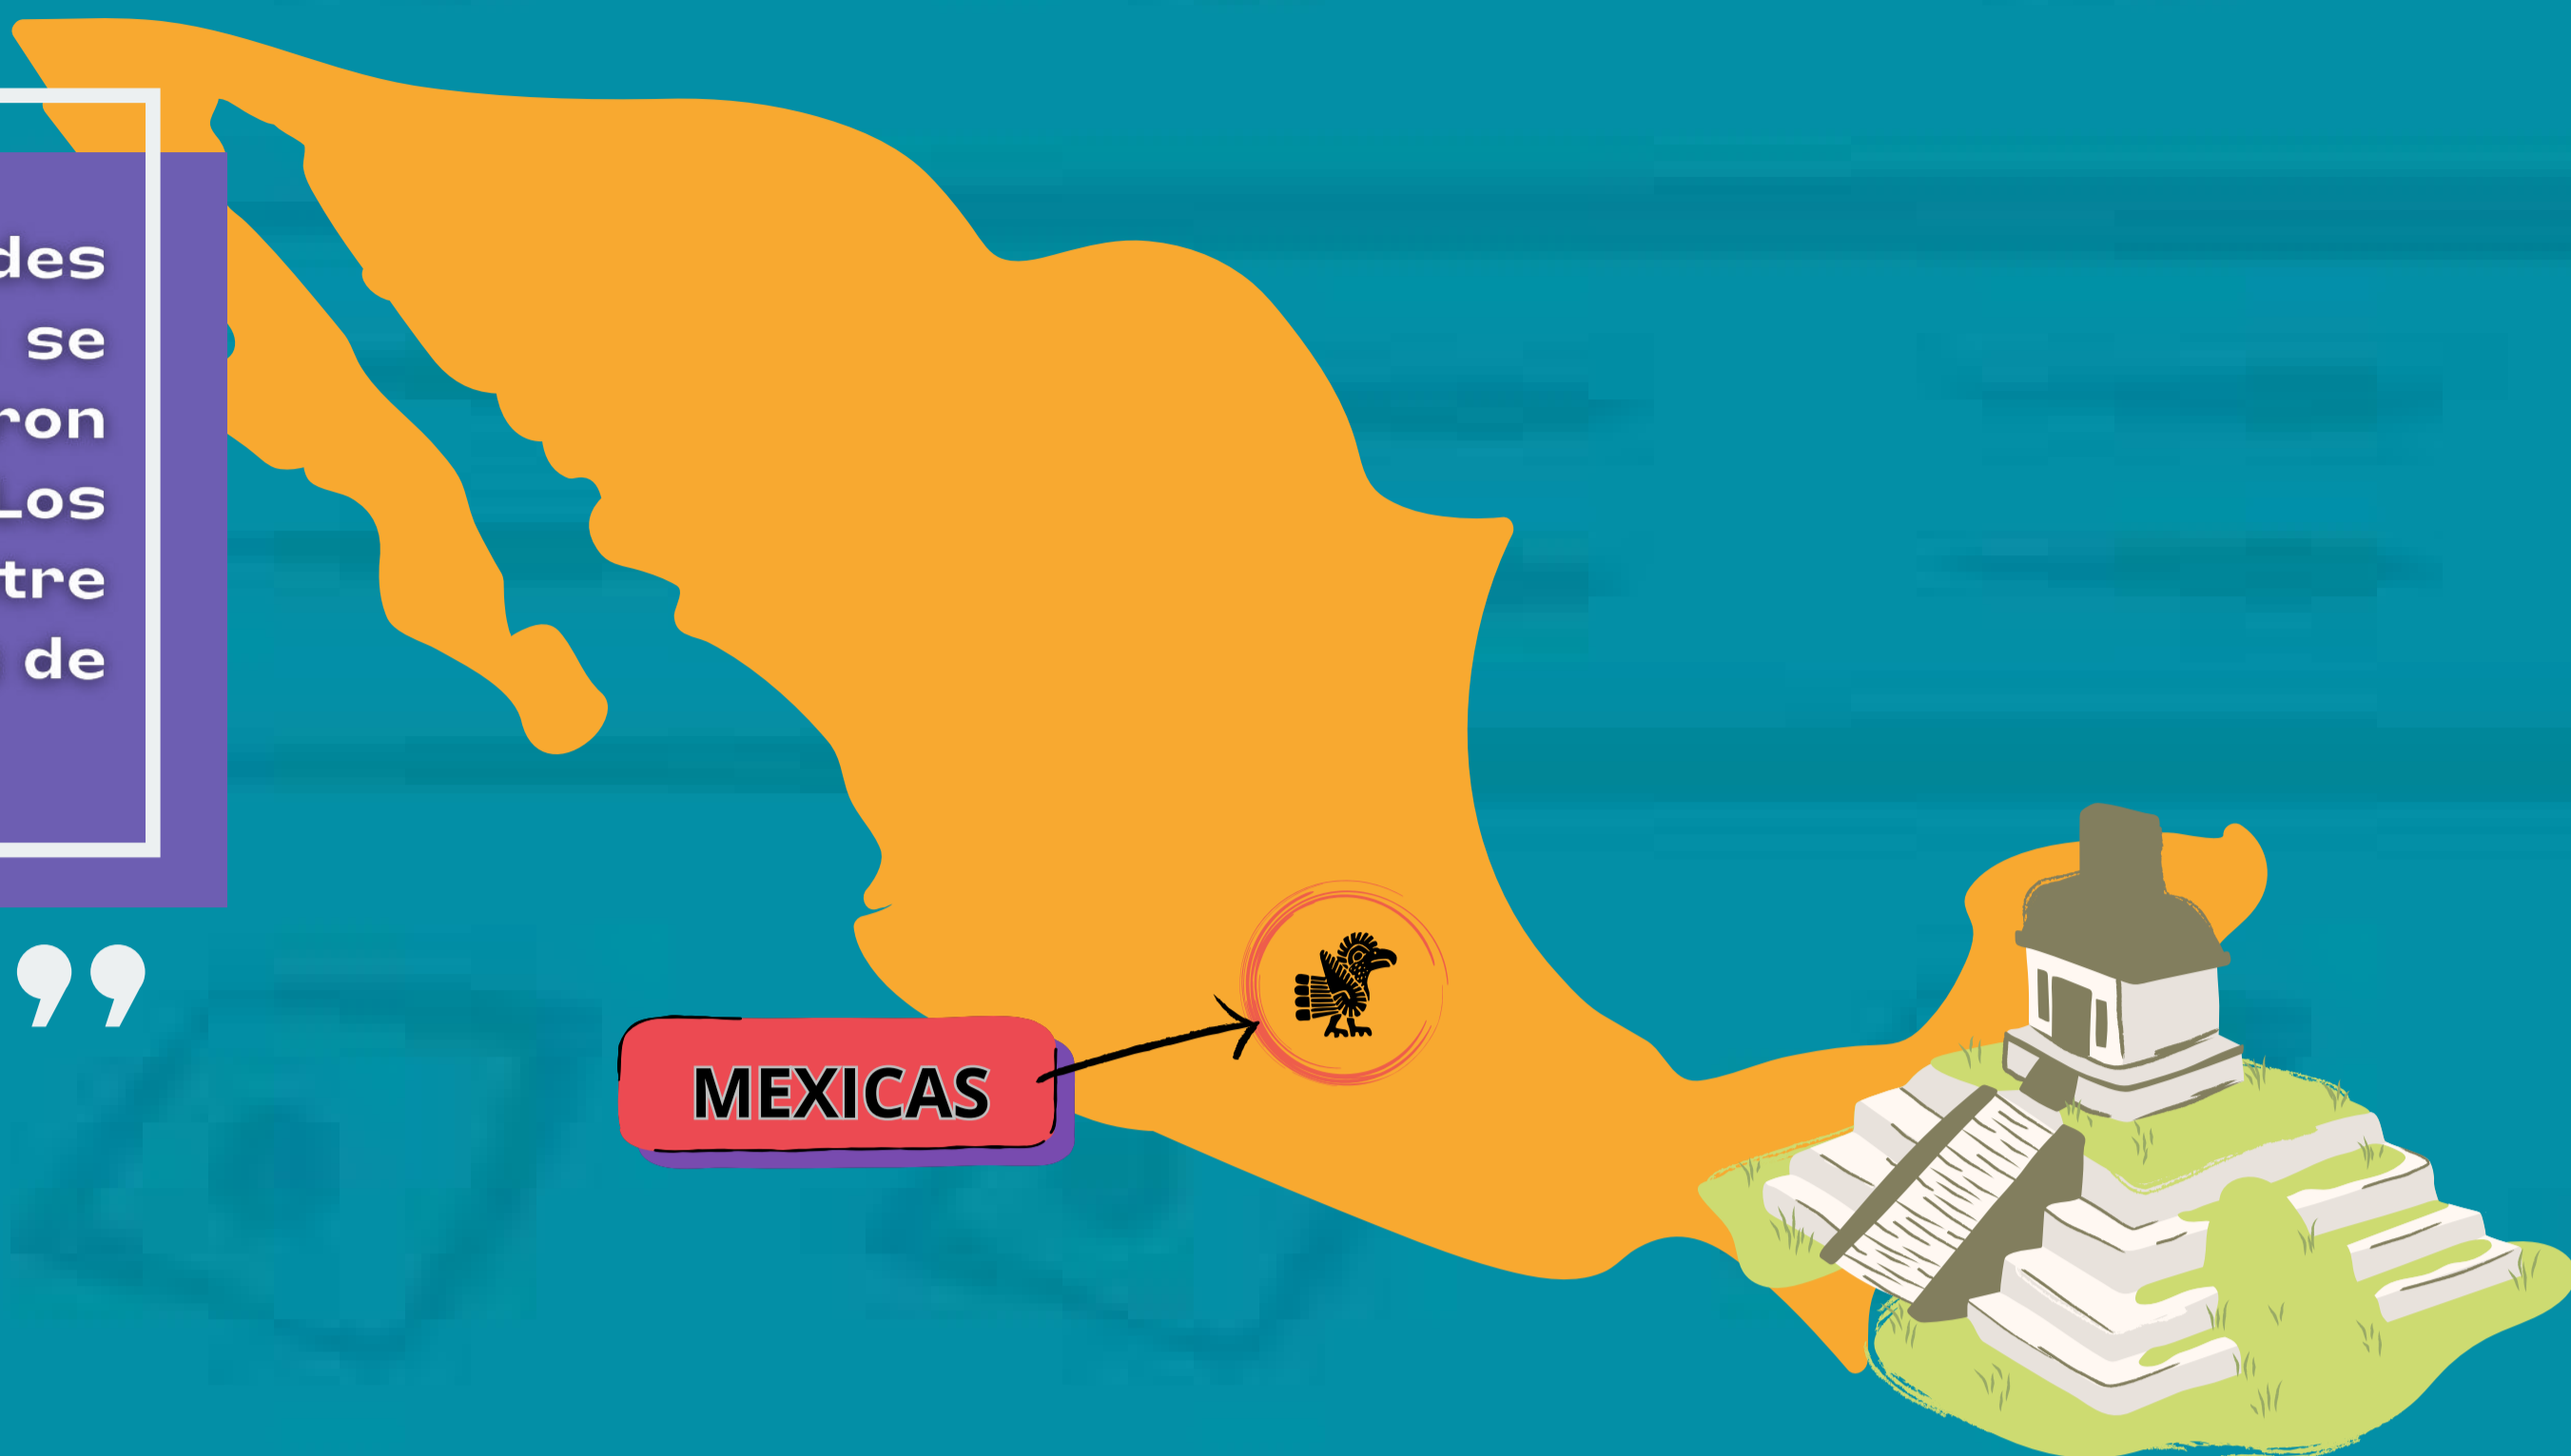 des
se
ron
Los
tre
de
”
MEXICAS